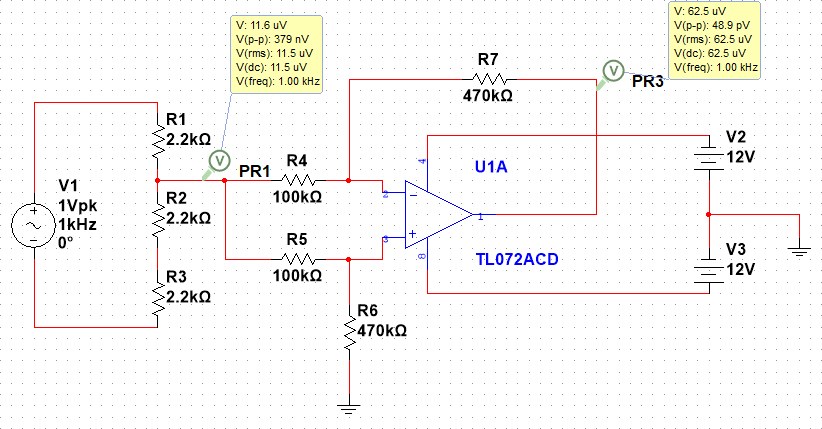 V: 11.6 uV
V(p-p): 379 nV
V(rms): 11.5 uV
V(dc): 11.5 uV
V(freq): 1.00 kHz
V: 62.5 uV
V(p-p): 48.9 pV
V(rms): 62.5 uV
V(dc): 62.5 uV
V(freq): 1.00 kHz
V
PR3
R7
470kΩ
R1
2.2kΩ
V
PR1
R4
100kΩ
4
U1A
V2
12V
V1
1Vpk
1kHz
0°
R2
2.2kΩ
2
1
3
R5
100kΩ
8
TL072ACD
V3
12V
R3
2.2kΩ
R6
470kΩ